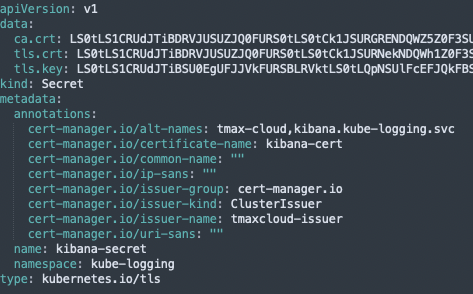 apiVersion: v1
data:
  ca.crt: LS0tLS1CRUdJTiBDRVJUSUZJQ0FURS0tLS0tCk1JSURGRENDQWZ5Z0F3SU
  tls.crt: LS0tLS1CRUdJTiBDRVJUSUZJQ0FURS0tLS0tCk1JSURNekNDQWh1Z0F3S
  tls.key: LS0tLS1CRUdJTiBSU0EgUFJJVkFURSBLRVktLS0tLQpNSUlFcEFJQkFBS
kind: Secret
metadata:
  annotations:
    cert-manager.io/alt-names: tmax-cloud,kibana.kube-logging.svc
    cert-manager.io/certificate-name: kibana-cert
    cert-manager.io/common-name: ""
    cert-manager.io/ip-sans: ""
    cert-manager.io/issuer-group: cert-manager.io
    cert-manager.io/issuer-kind: ClusterIssuer
    cert-manager.io/issuer-name: tmaxcloud-issuer
    cert-manager.io/uri-sans: ""
  name: kibana-secret
  namespace: kube-logging
type: kubernetes.io/tls